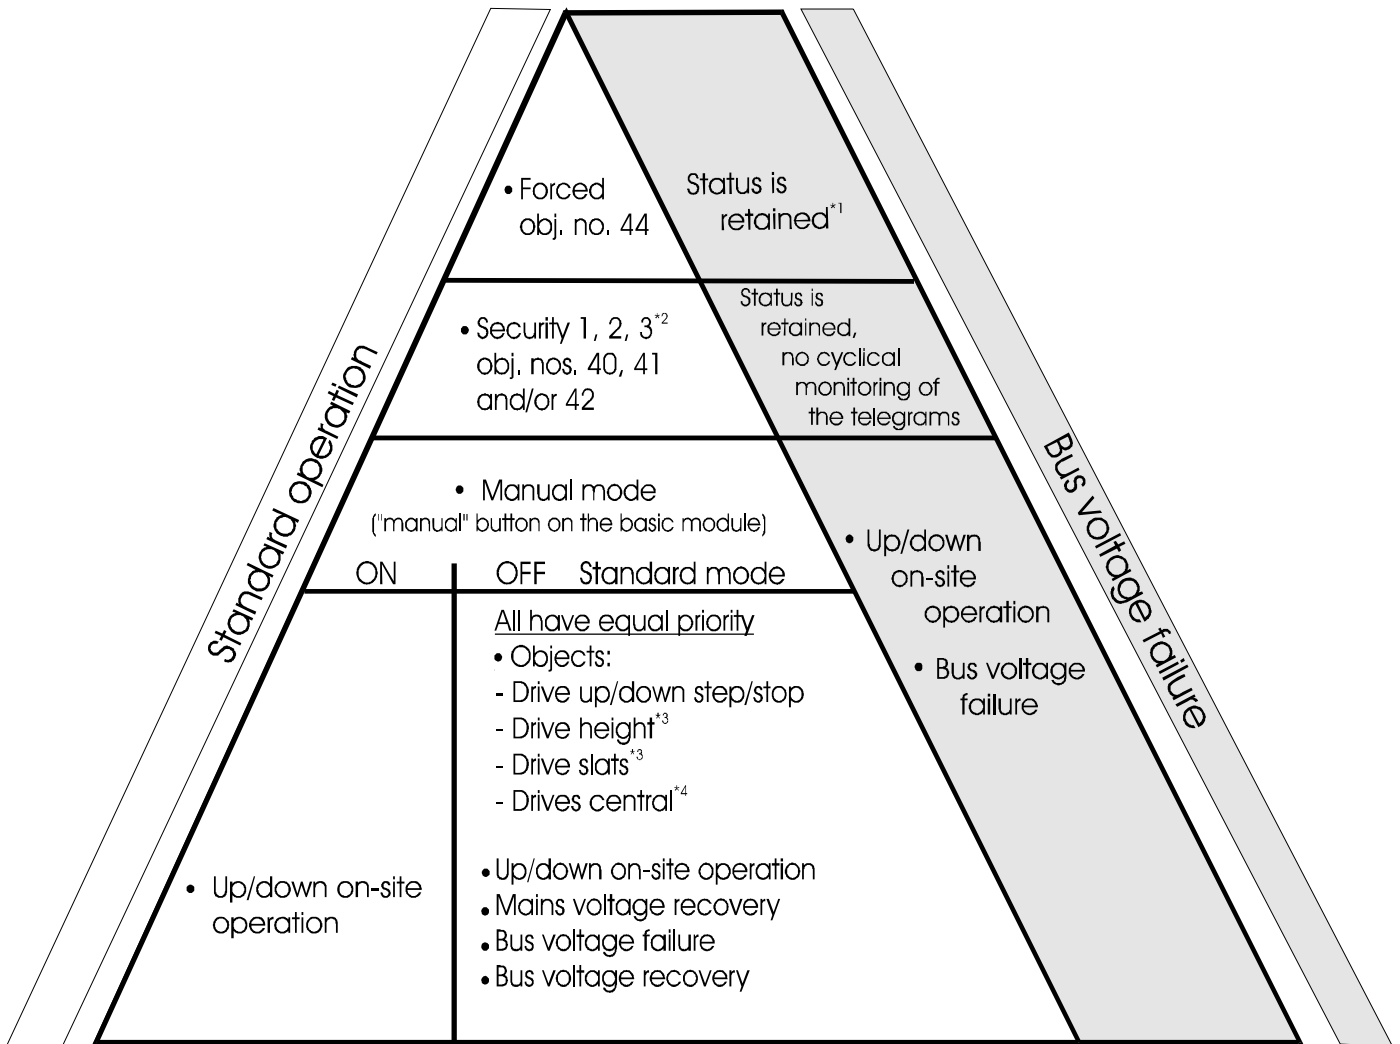 Standard operation
• Forced
obj. no. 44
Status is
retained*1
• Security 1, 2, 3*2
obj. nos. 40, 41
and/or 42
Status is
retained,
no cyclical
monitoring of
the telegrams
• Manual mode
("manual" button on the basic module)
ON
OFF Standard mode
• Up/down on-site
operation
All have equal priority
• Objects:
- Drive up/down step/stop
- Drive height*3
- Drive slats*3
- Drives central*4
• Up/down on-site operation
• Mains voltage recovery
• Bus voltage failure
• Bus voltage recovery
• Up/down
on-site
operation
• Bus voltage
failure
Bus voltage failure